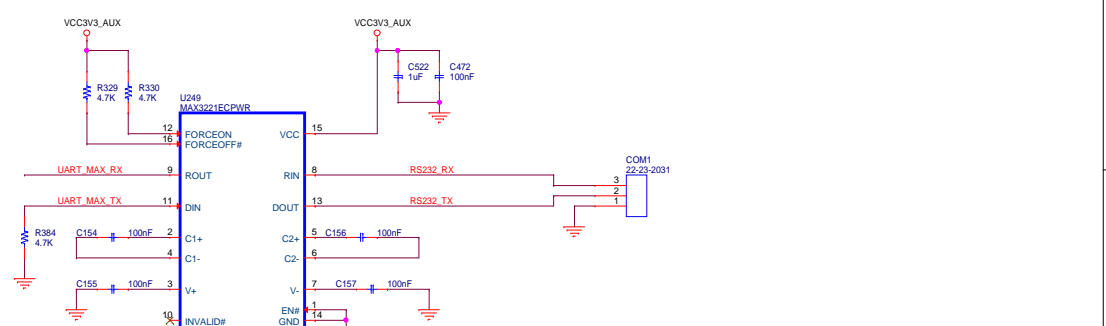 VCC3V3_AUX
VCC3V3_AUX
C522
1uF
C472
100nF
R329
4.7K
R330
4.7K
U249
MAX3221ECPWR
12
FORCEON
16
FORCEOFF#
VCC
15
COM1
22-23-2031
UART_MAX_RX
9
ROUT
RIN
8
RS232_RX
3
2
1
UART_MAX_TX
11
DIN
DOUT
13
RS232_TX
R384
4.7K
C154
100nF
2
C1+
C2+
5
C156
100nF
4
C1-
C2-
6
C155
100nF
3
V+
V-
7
C157
100nF
EN#
1
10
INVALID#
GND
14